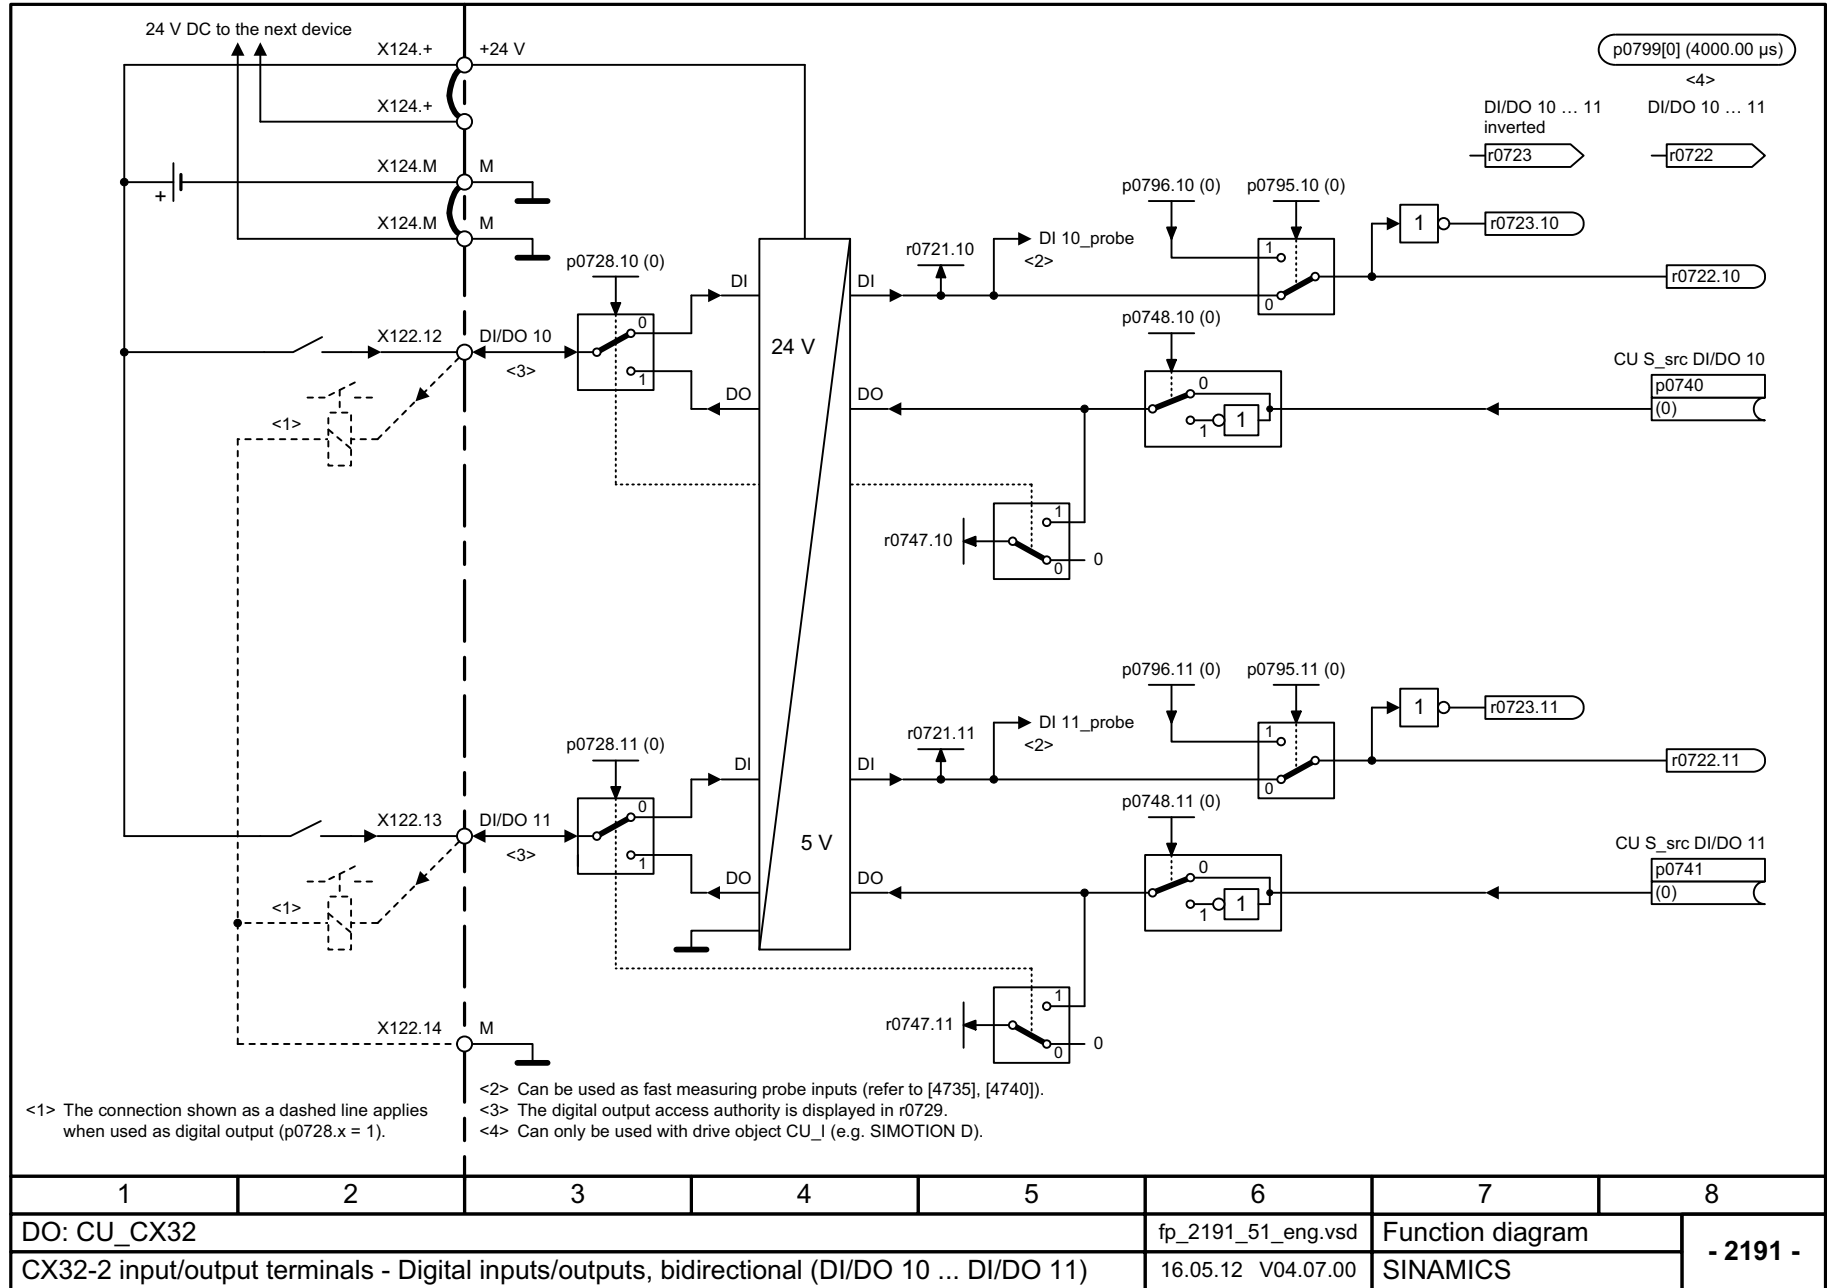 24 V DC to the next device
X124.+
+24 V
p0799[0] (4000.00 µs)
<4>
X124.+
DI/DO 10 … 11
inverted
DI/DO 10 … 11
r0723
r0722
X124.M
M
+
p0796.10 (0)
p0795.10 (0)
X124.M
M
1
r0723.10
p0728.10 (0)
r0721.10
DI 10_probe
<2>
1
0
r0722.10
DI
DI
X122.12
DI/DO 10
<3>
0
1
24 V
p0748.10 (0)
CU S_src DI/DO 10
p0740
(0)
DO
DO
0
1
1
<1>
r0747.10
1
0
0
p0796.11 (0)
p0795.11 (0)
1
r0723.11
p0728.11 (0)
r0721.11
DI 11_probe
<2>
1
0
r0722.11
DI
DI
X122.13
DI/DO 11
<3>
0
1
5 V
p0748.11 (0)
CU S_src DI/DO 11
p0741
(0)
DO
DO
0
1
1
<1>
r0747.11
1
0
0
X122.14
M
<1> The connection shown as a dashed line applies
when used as digital output (p0728.x = 1).
<2> Can be used as fast measuring probe inputs (refer to [4735], [4740]).
<3> The digital output access authority is displayed in r0729.
<4> Can only be used with drive object CU_I (e.g. SIMOTION D).
1
2
3
4
5
6
7
8
DO: CU_CX32
fp_2191_51_eng.vsd
Function diagram
- 2191 -
CX32-2 input/output terminals - Digital inputs/outputs, bidirectional (DI/DO 10 ... DI/DO 11)
16.05.12 V04.07.00
SINAMICS